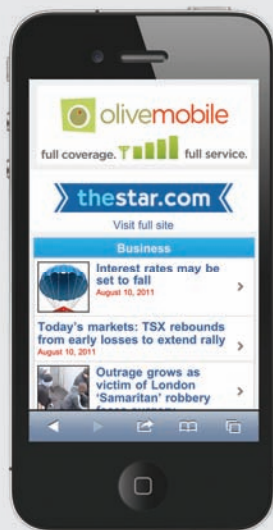 olivemobile
full coverage. full service.
thestar.com
Visit full site
Business
Interest rates may be
set to fall
August 10, 2011
Today's markets: TSX rebounds
from early losses to extend rally
August 10, 2011
Outrage grows as
victim of London
'Samaritan' robbery